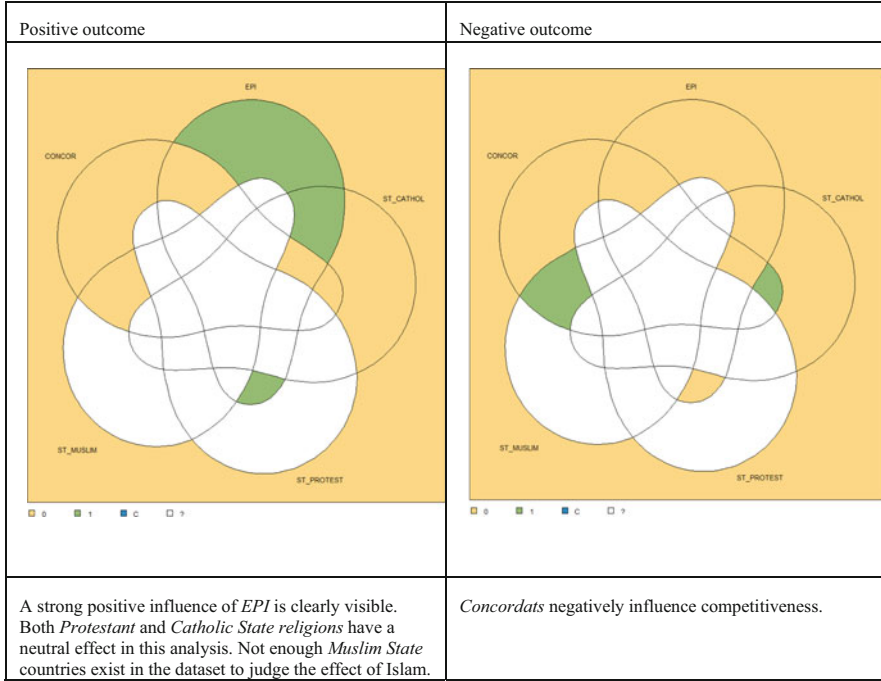 Positive outcome
Negative outcome
EPI
CONCOR
ST_CATHOL
ST_MUSLIM
ST_PROTEST
0 1 C ?
EPI
CONCOR
ST_CATHOL
ST_MUSLIM
ST_PROTEST
0 1 C ?
A strong positive influence of EPI is clearly visible.
Both Protestant and Catholic State religions have a
neutral effect in this analysis. Not enough Muslim State
countries exist in the dataset to judge the effect of Islam.
Concordats negatively influence competitiveness.